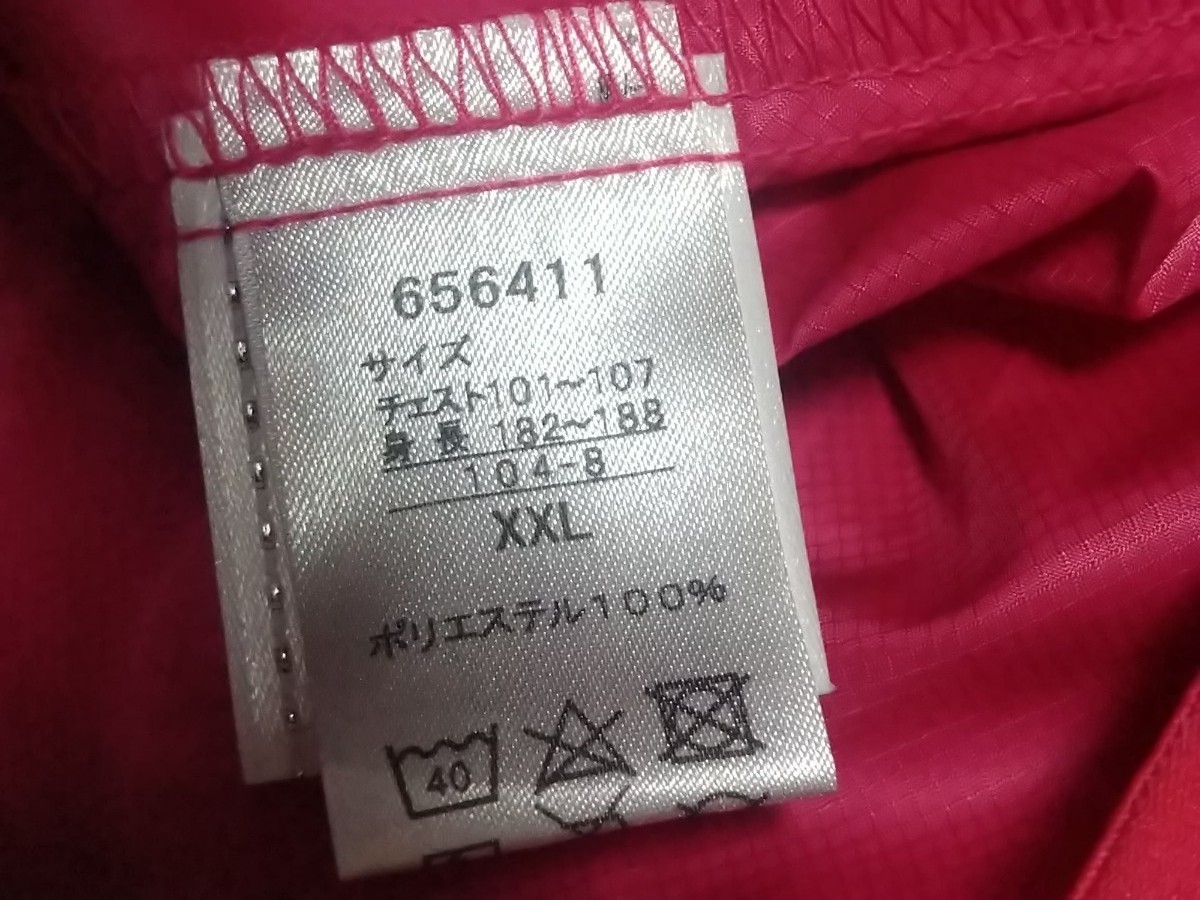 656411
サイズ
チェスト101～107
身長 182～188
104-8
XXL
ポリエステル100%
40